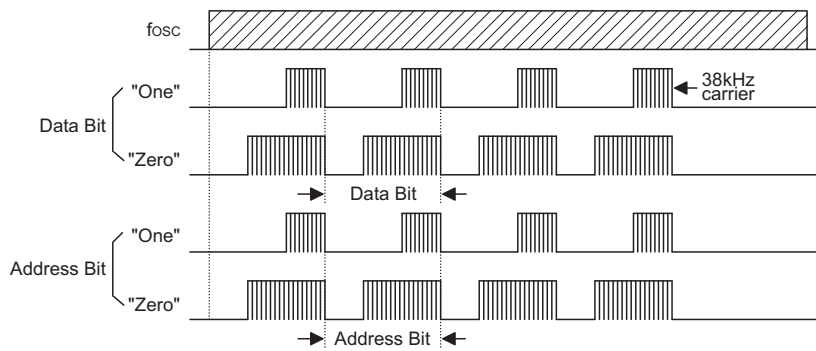 fosc
"One"
38kHz
carrier
Data Bit
"Zero"
Data Bit
"One"
Address Bit
"Zero"
Address Bit